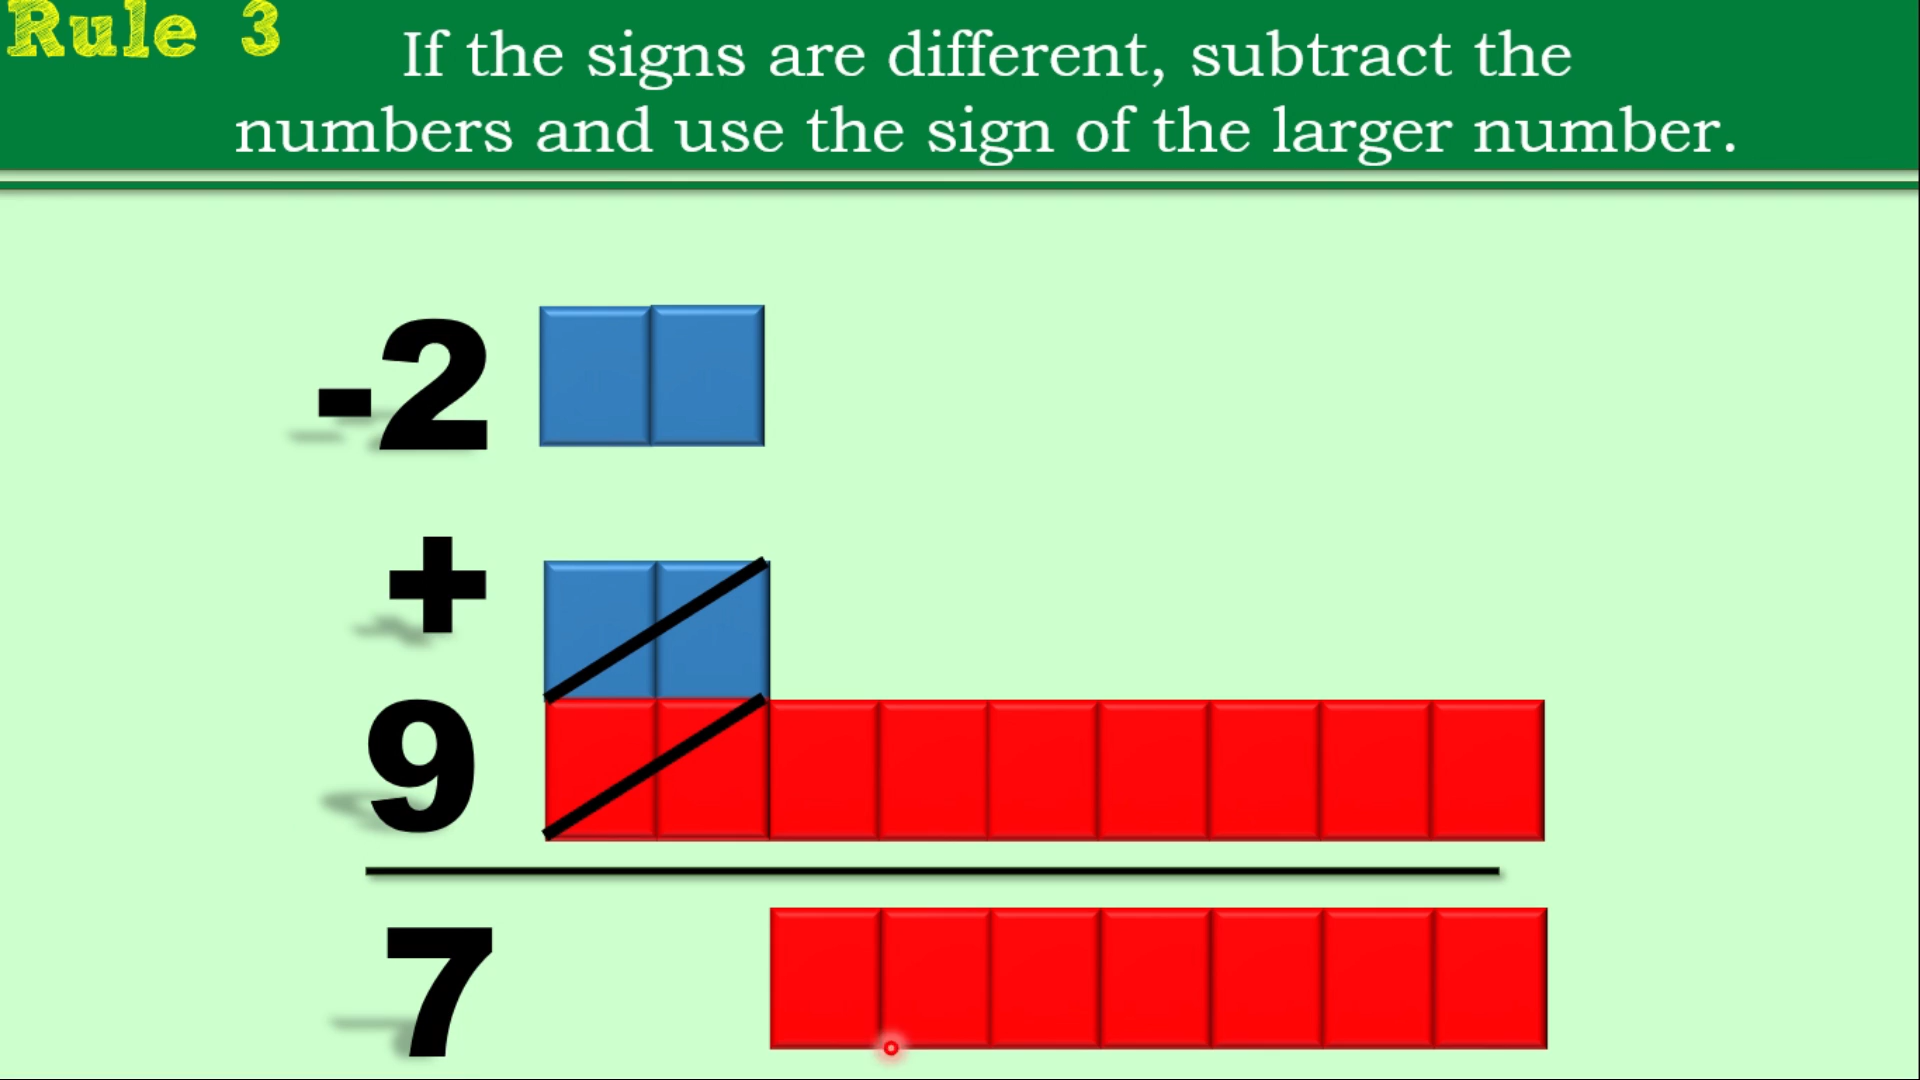 Rule 3
If the signs are different, subtract the
numbers and use the sign of the larger number.
-2
+
9
7